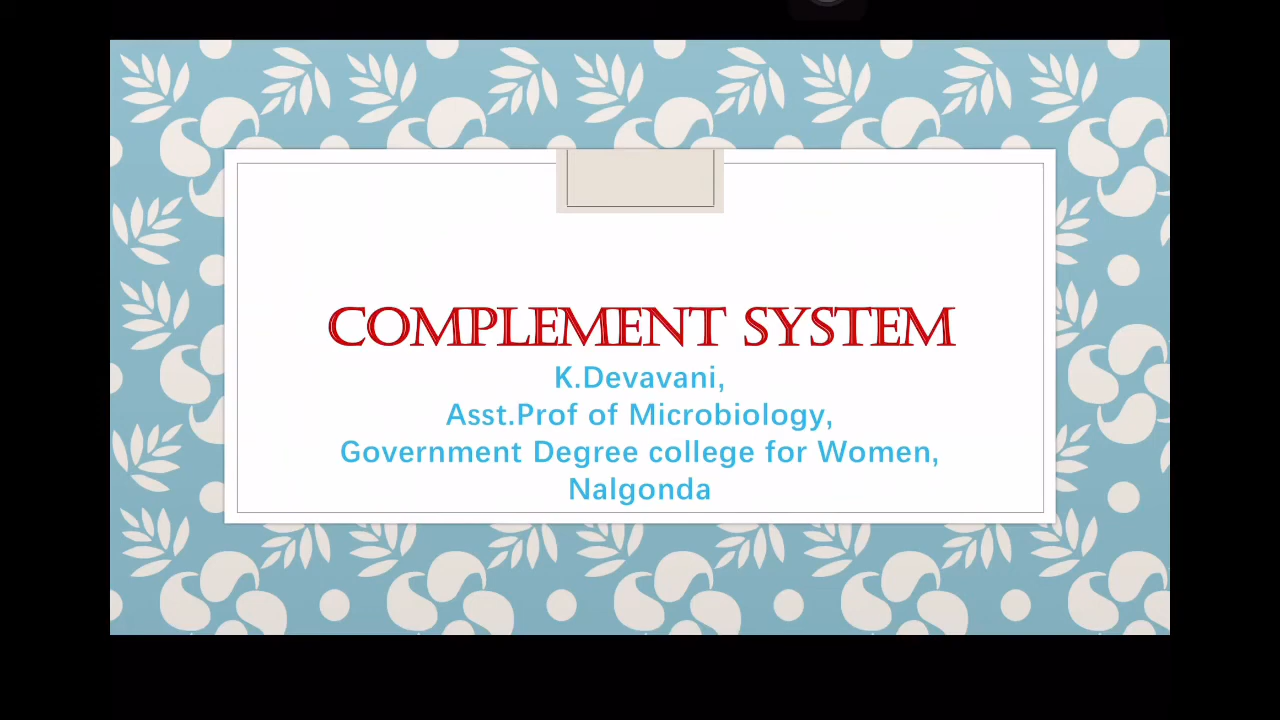 COMPLEMENT SYSTEM
K.Devavani,
Asst.Prof of Microbiology,
Government Degree college for Women,
Nalgonda